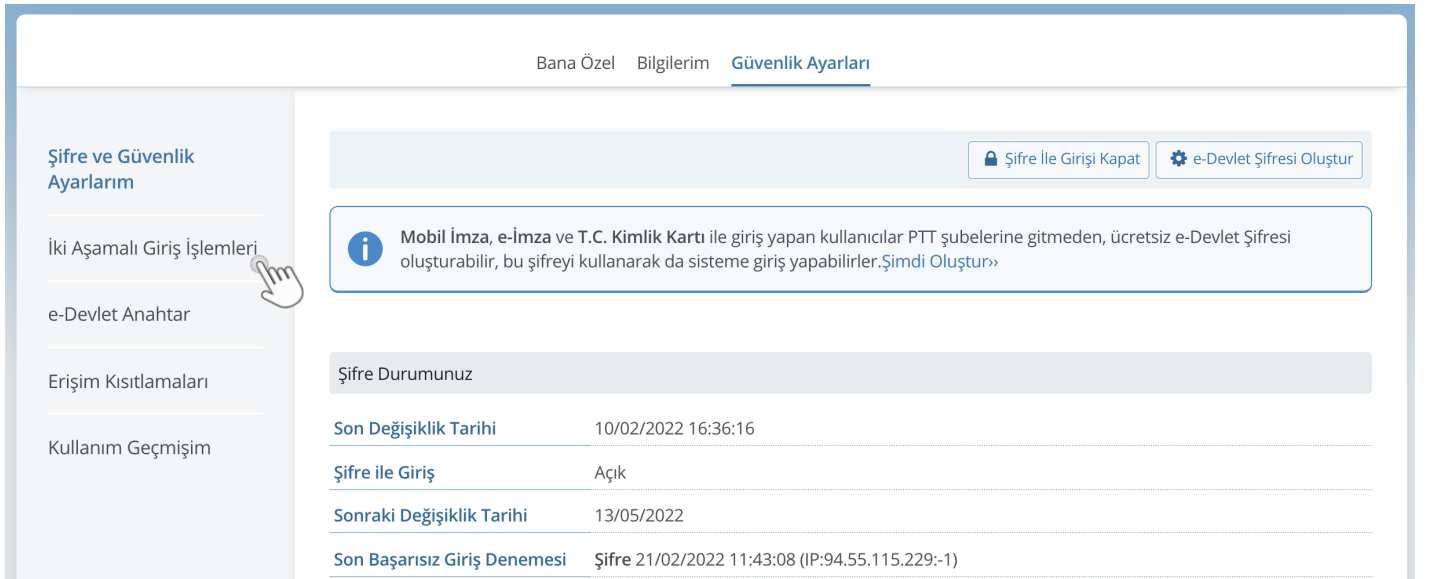 Bana Özel Bilgilerim Güvenlik Ayarları
Şifre ve Güvenlik
Ayarlarım
İki Aşamalı Giriş İşlemleri
e-Devlet Anahtar
Erişim Kısıtlamaları
Kullanım Geçmişim
Şifre İle Girişi Kapat e-Devlet Şifresi Oluştur
Mobil İmza, e-İmza ve T.C. Kimlik Kartı ile giriş yapan kullanıcılar PTT şubelerine gitmeden, ücretsiz e-Devlet Şifresi
oluşturabilir, bu şifreyi kullanarak da sisteme giriş yapabilirler.Şimdi Oluştur››
Şifre Durumunuz
Son Değişiklik Tarihi 10/02/2022 16:36:16
Şifre ile Giriş Açık
Sonraki Değişiklik Tarihi 13/05/2022
Son Başarısız Giriş Denemesi Şifre 21/02/2022 11:43:08 (IP:94.55.115.229:-1)